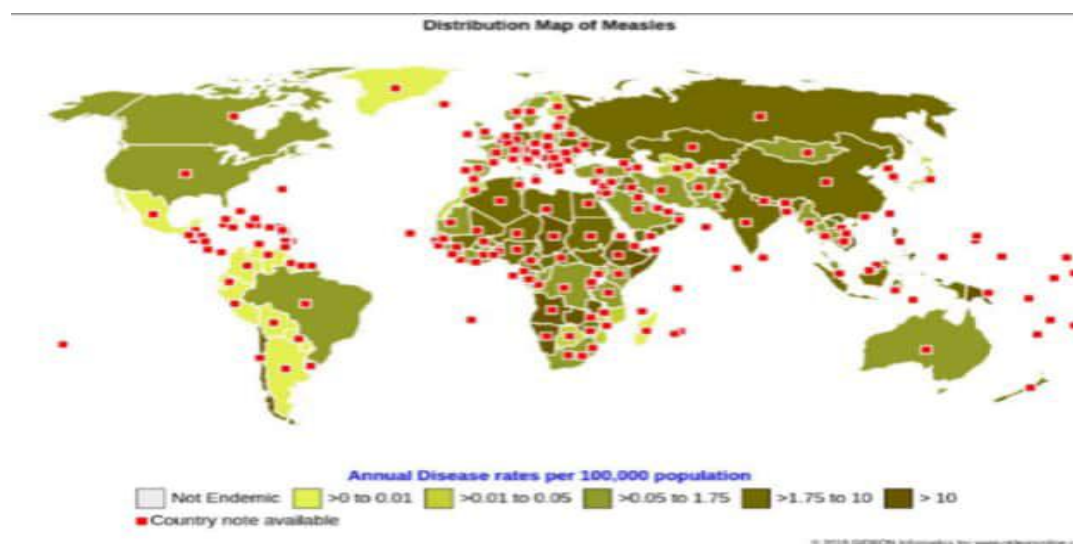 Distribution Map of Measles
Annual Disease rates per 100,000 population
Not Endemic >0 to 0.01 >0.01 to 0.05 >0.05 to 1.75 >1.75 to 10 > 10
Country note available